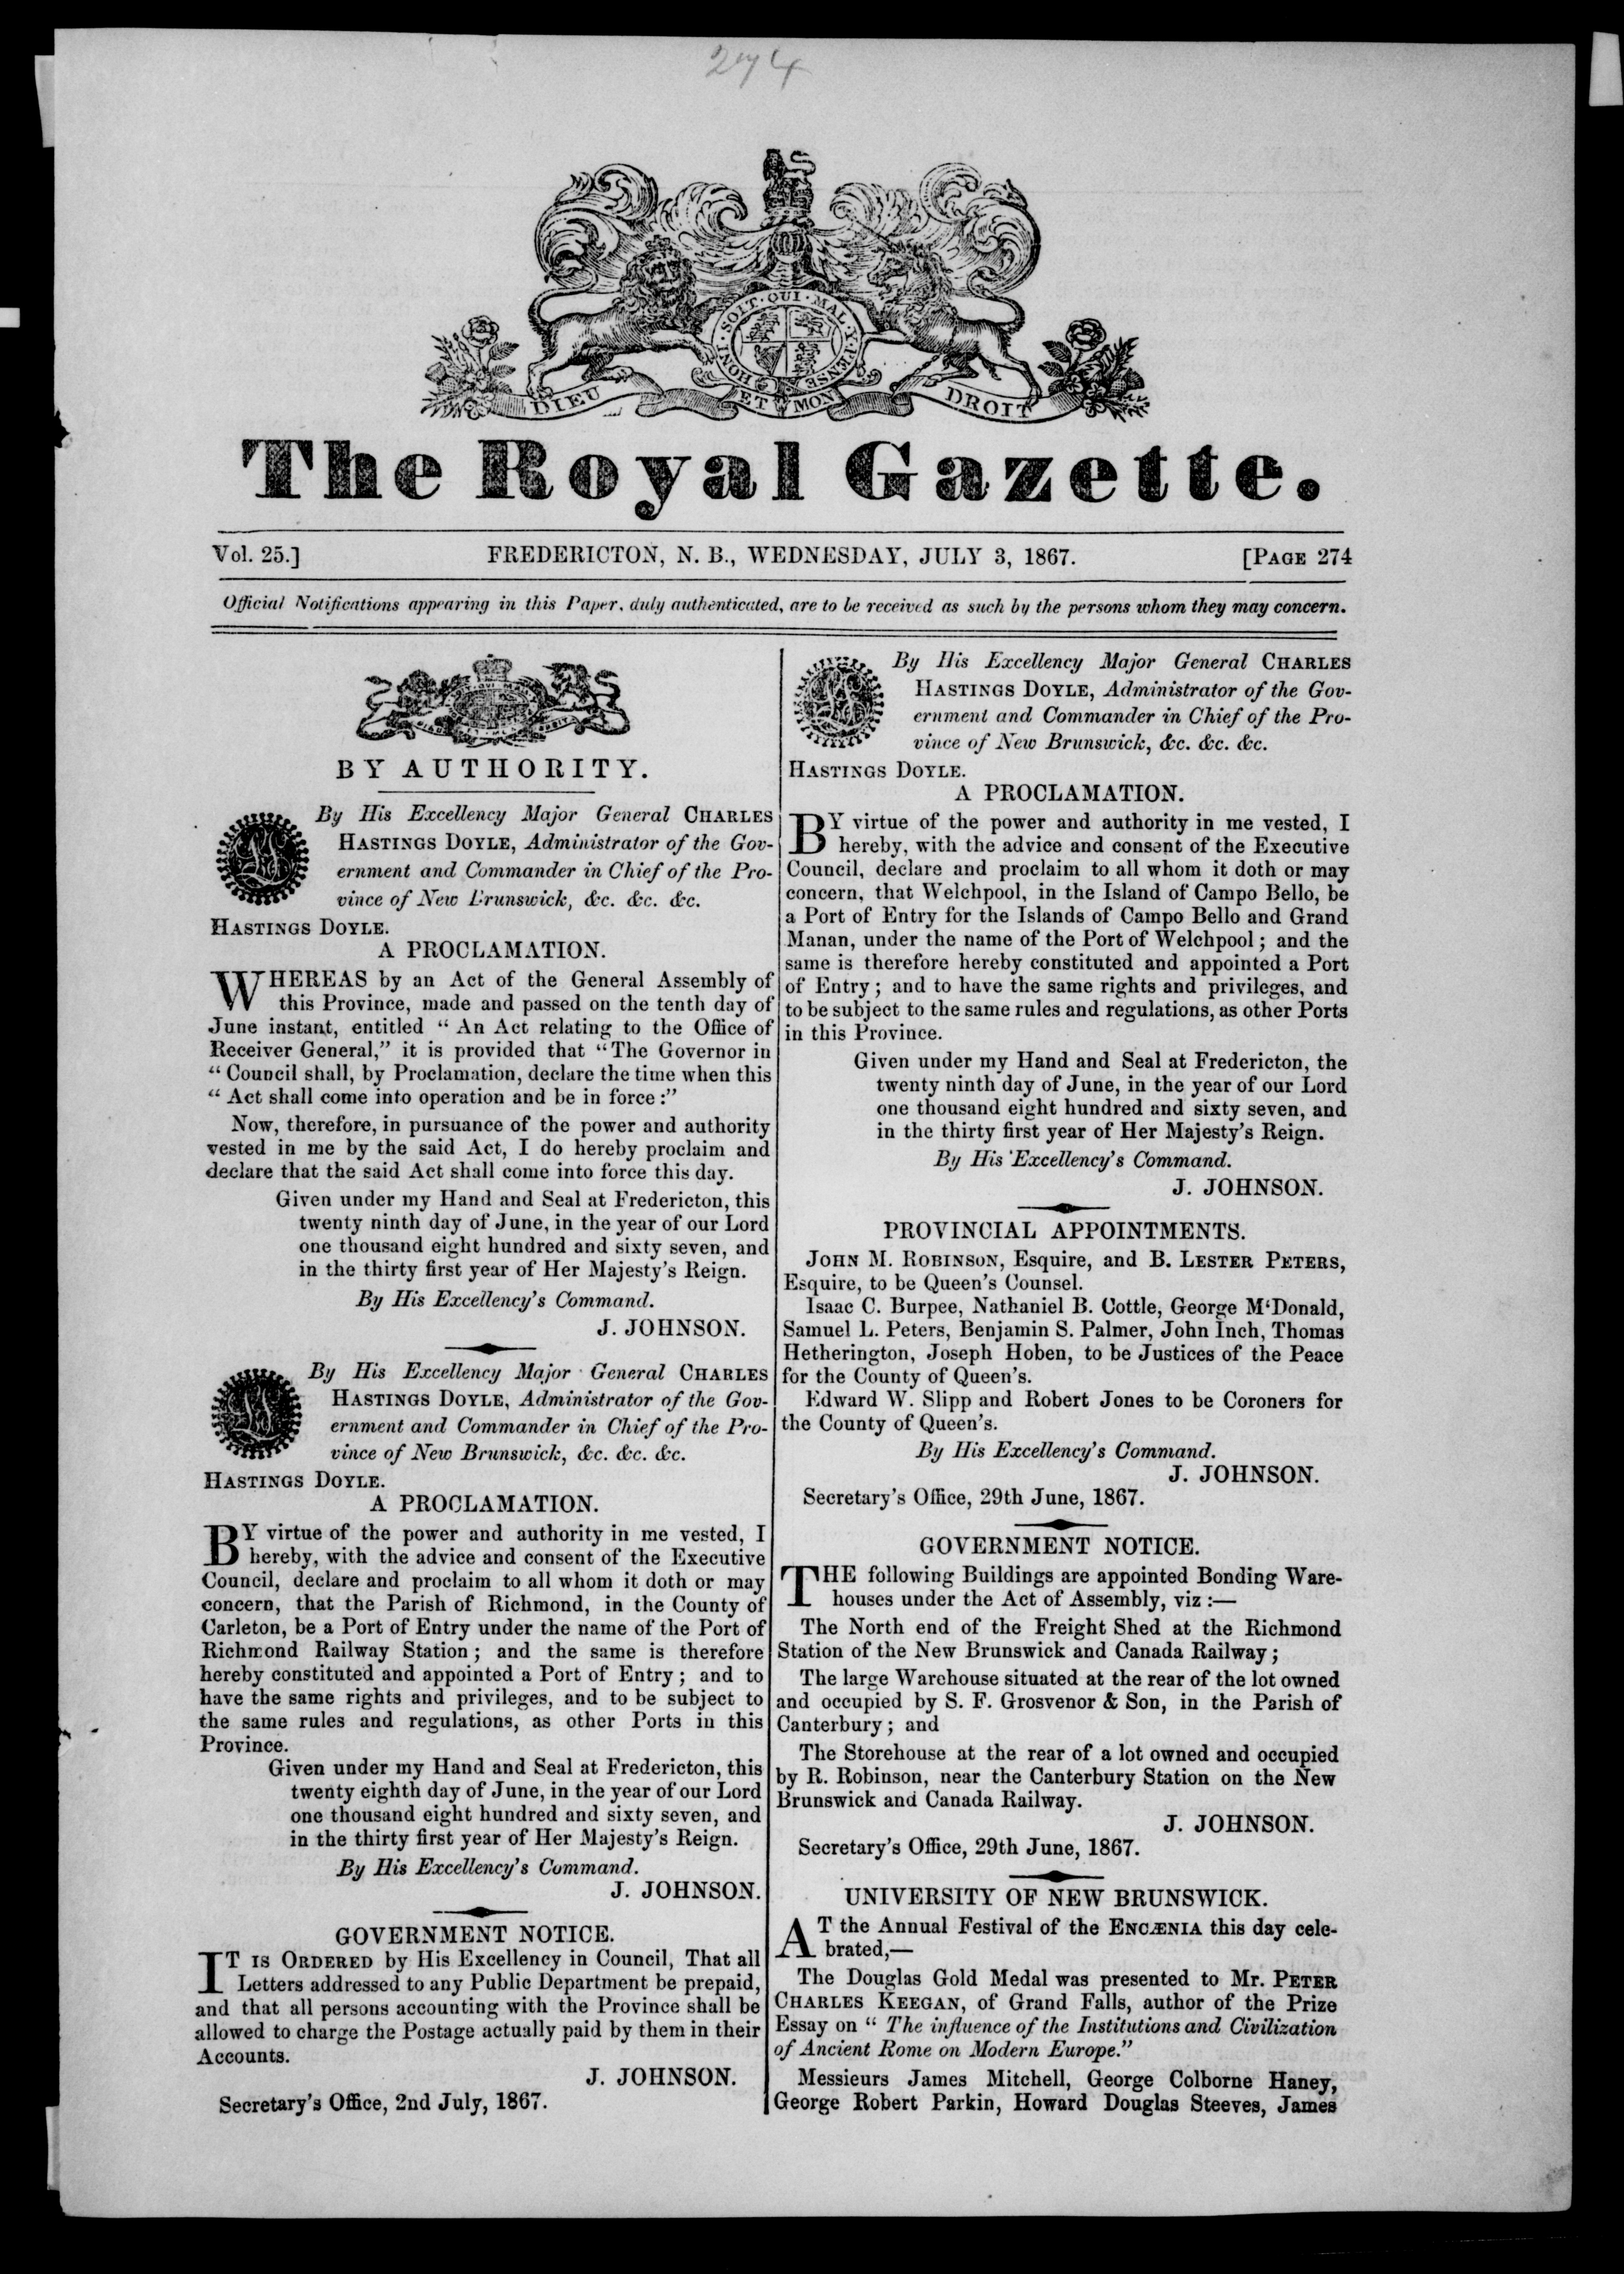 274
HONI · SOIT · QUI · MAL · Y · PENSE
DIEU ET MON DROIT
The Royal Gazette.
Vol. 25.] FREDERICTON, N. B., WEDNESDAY, JULY 3, 1867. [PAGE 274
Official Notifications appearing in this Paper, duly authenticated, are to be received as such by the persons whom they may concern.
BY AUTHORITY.
By His Excellency Major General CHARLES
HASTINGS DOYLE, Administrator of the Gov-
ernment and Commander in Chief of the Pro-
vince of New Brunswick, &c. &c. &c.
HASTINGS DOYLE.
A PROCLAMATION.
WHEREAS by an Act of the General Assembly of
this Province, made and passed on the tenth day of
June instant, entitled “ An Act relating to the Office of
Receiver General,” it is provided that “The Governor in
“ Council shall, by Proclamation, declare the time when this
“ Act shall come into operation and be in force :”
Now, therefore, in pursuance of the power and authority
vested in me by the said Act, I do hereby proclaim and
declare that the said Act shall come into force this day.
Given under my Hand and Seal at Fredericton, this
twenty ninth day of June, in the year of our Lord
one thousand eight hundred and sixty seven, and
in the thirty first year of Her Majesty's Reign.
By His Excellency's Command.
J. JOHNSON.
By His Excellency Major General CHARLES
HASTINGS DOYLE, Administrator of the Gov-
ernment and Commander in Chief of the Pro-
vince of New Brunswick, &c. &c. &c.
HASTINGS DOYLE.
A PROCLAMATION.
BY virtue of the power and authority in me vested, I
hereby, with the advice and consent of the Executive
Council, declare and proclaim to all whom it doth or may
concern, that the Parish of Richmond, in the County of
Carleton, be a Port of Entry under the name of the Port of
Richmond Railway Station ; and the same is therefore
hereby constituted and appointed a Port of Entry ; and to
have the same rights and privileges, and to be subject to
the same rules and regulations, as other Ports in this
Province.
Given under my Hand and Seal at Fredericton, this
twenty eighth day of June, in the year of our Lord
one thousand eight hundred and sixty seven, and
in the thirty first year of Her Majesty's Reign.
By His Excellency's Command.
J. JOHNSON.
GOVERNMENT NOTICE.
IT IS ORDERED by His Excellency in Council, That all
Letters addressed to any Public Department be prepaid,
and that all persons accounting with the Province shall be
allowed to charge the Postage actually paid by them in their
Accounts.
J. JOHNSON.
Secretary's Office, 2nd July, 1867.
By His Excellency Major General CHARLES
HASTINGS DOYLE, Administrator of the Gov-
ernment and Commander in Chief of the Pro-
vince of New Brunswick, &c. &c. &c.
HASTINGS DOYLE.
A PROCLAMATION.
BY virtue of the power and authority in me vested, I
hereby, with the advice and consent of the Executive
Council, declare and proclaim to all whom it doth or may
concern, that Welchpool, in the Island of Campo Bello, be
a Port of Entry for the Islands of Campo Bello and Grand
Manan, under the name of the Port of Welchpool ; and the
same is therefore hereby constituted and appointed a Port
of Entry ; and to have the same rights and privileges, and
to be subject to the same rules and regulations, as other Ports
in this Province.
Given under my Hand and Seal at Fredericton, the
twenty ninth day of June, in the year of our Lord
one thousand eight hundred and sixty seven, and
in the thirty first year of Her Majesty's Reign.
By His Excellency's Command.
J. JOHNSON.
PROVINCIAL APPOINTMENTS.
JOHN M. ROBINSON, Esquire, and B. LESTER PETERS,
Esquire, to be Queen's Counsel.
Isaac C. Burpee, Nathaniel B. Cottle, George M‘Donald,
Samuel L. Peters, Benjamin S. Palmer, John Inch, Thomas
Hetherington, Joseph Hoben, to be Justices of the Peace
for the County of Queen's.
Edward W. Slipp and Robert Jones to be Coroners for
the County of Queen's.
By His Excellency's Command.
J. JOHNSON.
Secretary's Office, 29th June, 1867.
GOVERNMENT NOTICE.
THE following Buildings are appointed Bonding Ware-
houses under the Act of Assembly, viz :—
The North end of the Freight Shed at the Richmond
Station of the New Brunswick and Canada Railway ;
The large Warehouse situated at the rear of the lot owned
and occupied by S. F. Grosvenor & Son, in the Parish of
Canterbury ; and
The Storehouse at the rear of a lot owned and occupied
by R. Robinson, near the Canterbury Station on the New
Brunswick and Canada Railway.
J. JOHNSON.
Secretary's Office, 29th June, 1867.
UNIVERSITY OF NEW BRUNSWICK.
AT the Annual Festival of the ENCÆNIA this day cele-
brated,—
The Douglas Gold Medal was presented to Mr. PETER
CHARLES KEEGAN, of Grand Falls, author of the Prize
Essay on “ The influence of the Institutions and Civilization
of Ancient Rome on Modern Europe.”
Messieurs James Mitchell, George Colborne Haney,
George Robert Parkin, Howard Douglas Steeves, James